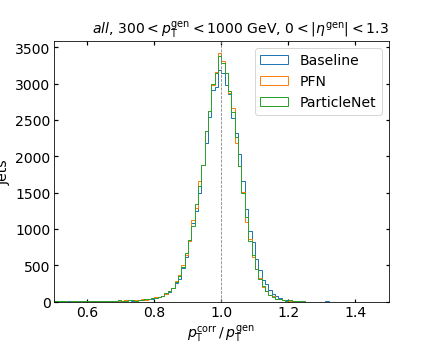 all, 300 < p_T^gen < 1000 GeV, 0 < |η^gen| < 1.3
3500
3000
2500
2000
1500
1000
500
0
Jets
Baseline
PFN
ParticleNet
0.6 0.8 1.0 1.2 1.4
p_T^corr / p_T^gen